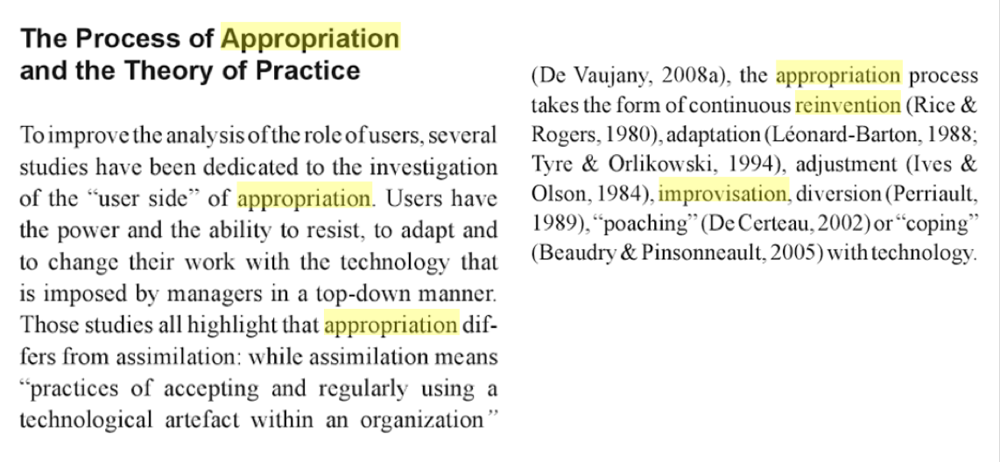 The Process of Appropriation
and the Theory of Practice
To improve the analysis of the role of users, several
studies have been dedicated to the investigation
of the “user side” of appropriation. Users have
the power and the ability to resist, to adapt and
to change their work with the technology that
is imposed by managers in a top-down manner.
Those studies all highlight that appropriation dif-
fers from assimilation: while assimilation means
“practices of accepting and regularly using a
technological artefact within an organization”
(De Vaujany, 2008a), the appropriation process
takes the form of continuous reinvention (Rice &
Rogers, 1980), adaptation (Léonard-Barton, 1988;
Tyre & Orlikowski, 1994), adjustment (Ives &
Olson, 1984), improvisation, diversion (Perriault,
1989), “poaching” (De Certeau, 2002) or “coping”
(Beaudry & Pinsonneault, 2005) with technology.